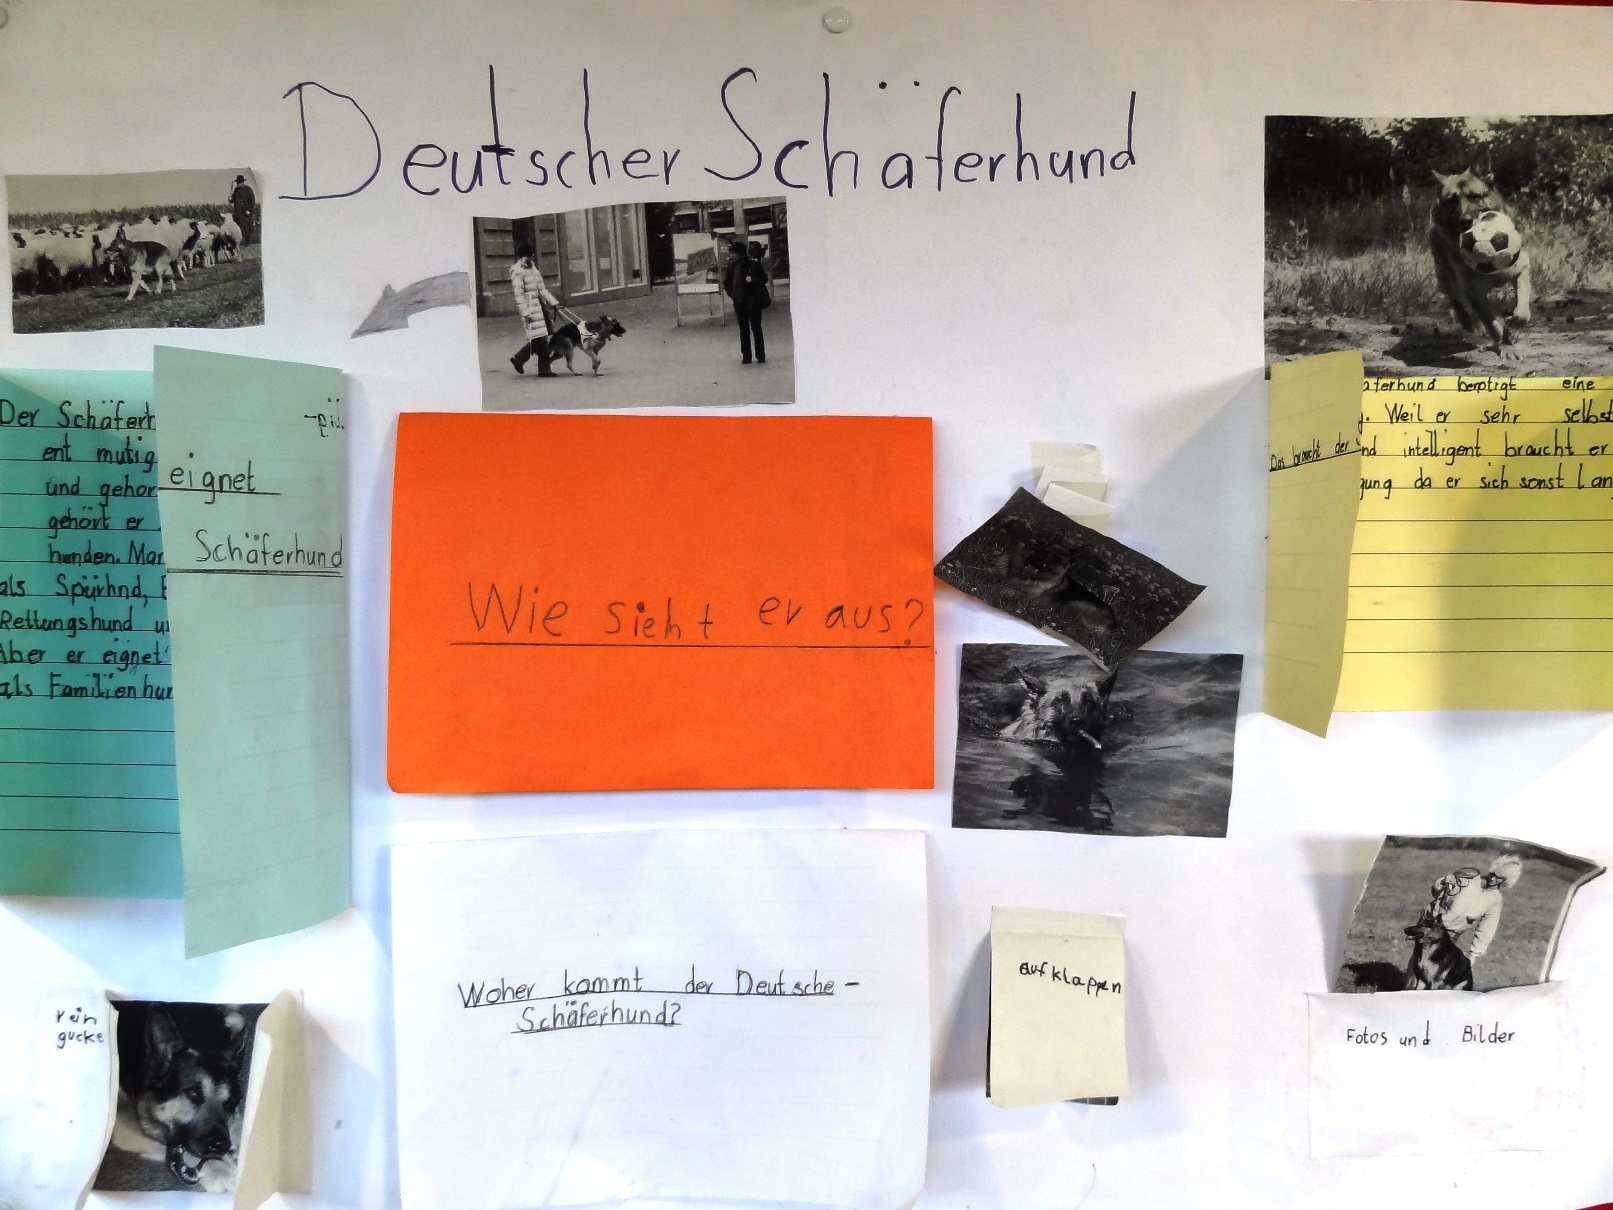 Deutscher Schäferhund
Der Schäferh
ent mutig
und gehor
gehört er
hunden. Man
als Spürhnd,
Rettungshund u
Aber er eignet
als Familienhun
eignet
Schäferhund
Wie sieht er aus?
äferhund benötigt eine
Weil er sehr selbst
nd intelligent braucht er
gung da er sich sonst lan
Das braucht der
Woher kommt der Deutsche-
Schäferhund?
aufklappen
rein
gucke
Fotos und Bilder